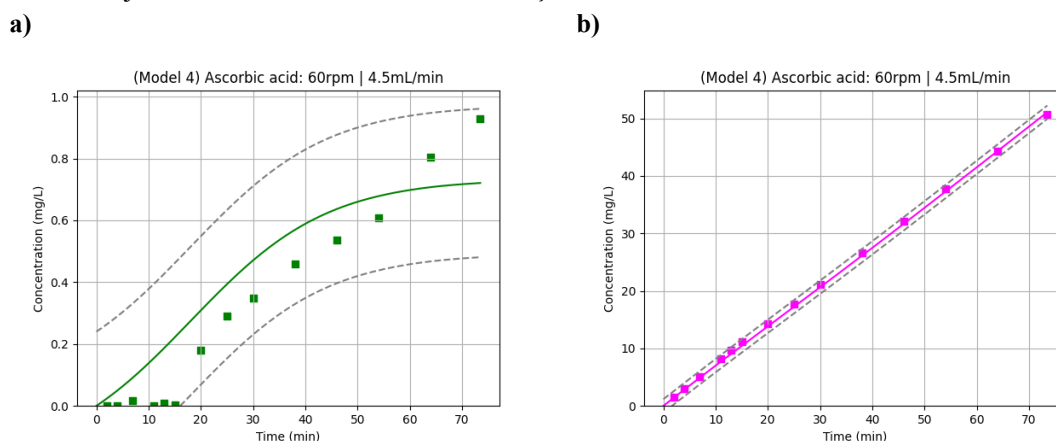 a)
b)
(Model 4) Ascorbic acid: 60rpm | 4.5mL/min
Concentration (mg/L)
1.0
0.8
0.6
0.4
0.2
0.0
0 10 20 30 40 50 60 70
Time (min)
(Model 4) Ascorbic acid: 60rpm | 4.5mL/min
Concentration (mg/L)
50
40
30
20
10
0
0 10 20 30 40 50 60 70
Time (min)